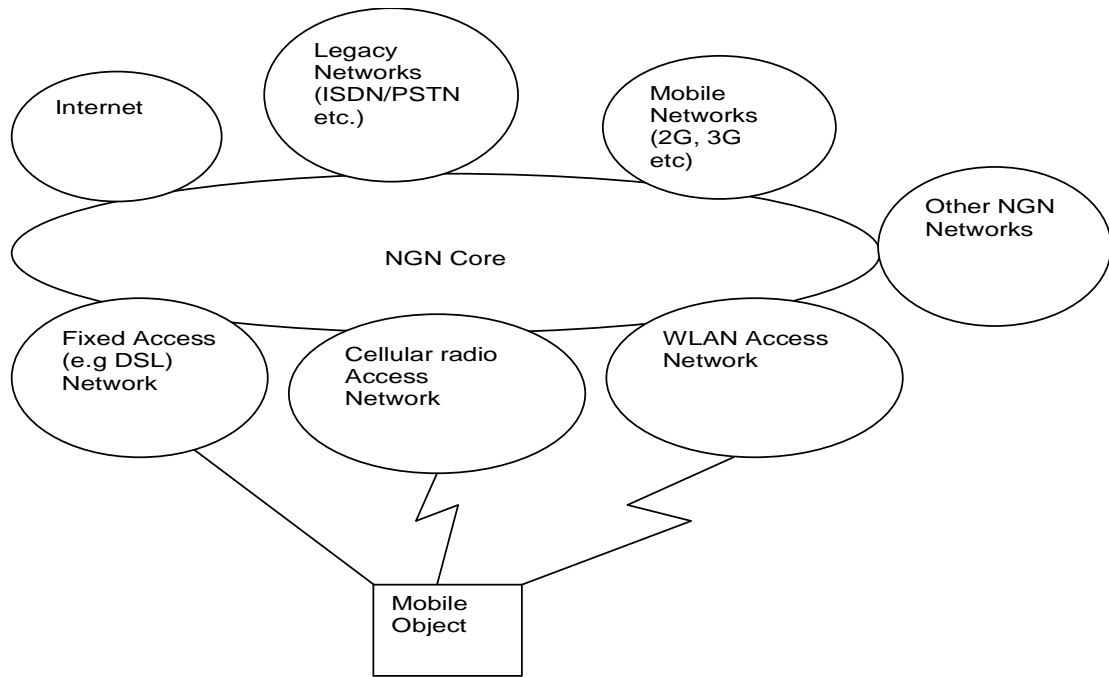 Internet
Legacy
Networks
(ISDN/PSTN
etc.)
Mobile
Networks
(2G, 3G
etc)
Other NGN
Networks
NGN Core
Fixed Access
(e.g DSL)
Network
Cellular radio
Access
Network
WLAN Access
Network
Mobile
Object